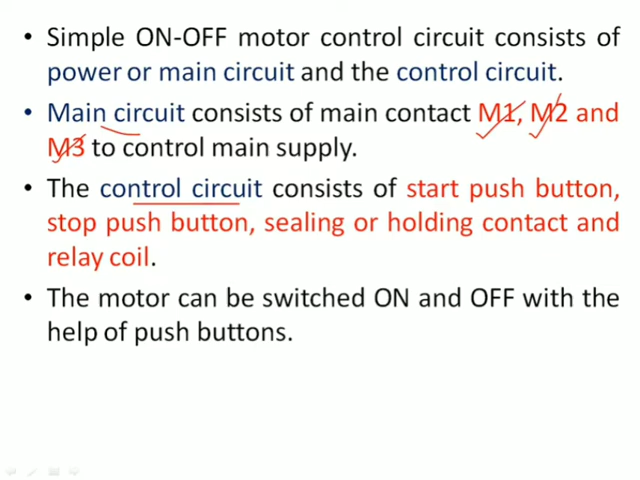 • Simple ON-OFF motor control circuit consists of
power or main circuit and the control circuit.
• Main circuit consists of main contact M1, M2 and
M3 to control main supply.
• The control circuit consists of start push button,
stop push button, sealing or holding contact and
relay coil.
• The motor can be switched ON and OFF with the
help of push buttons.